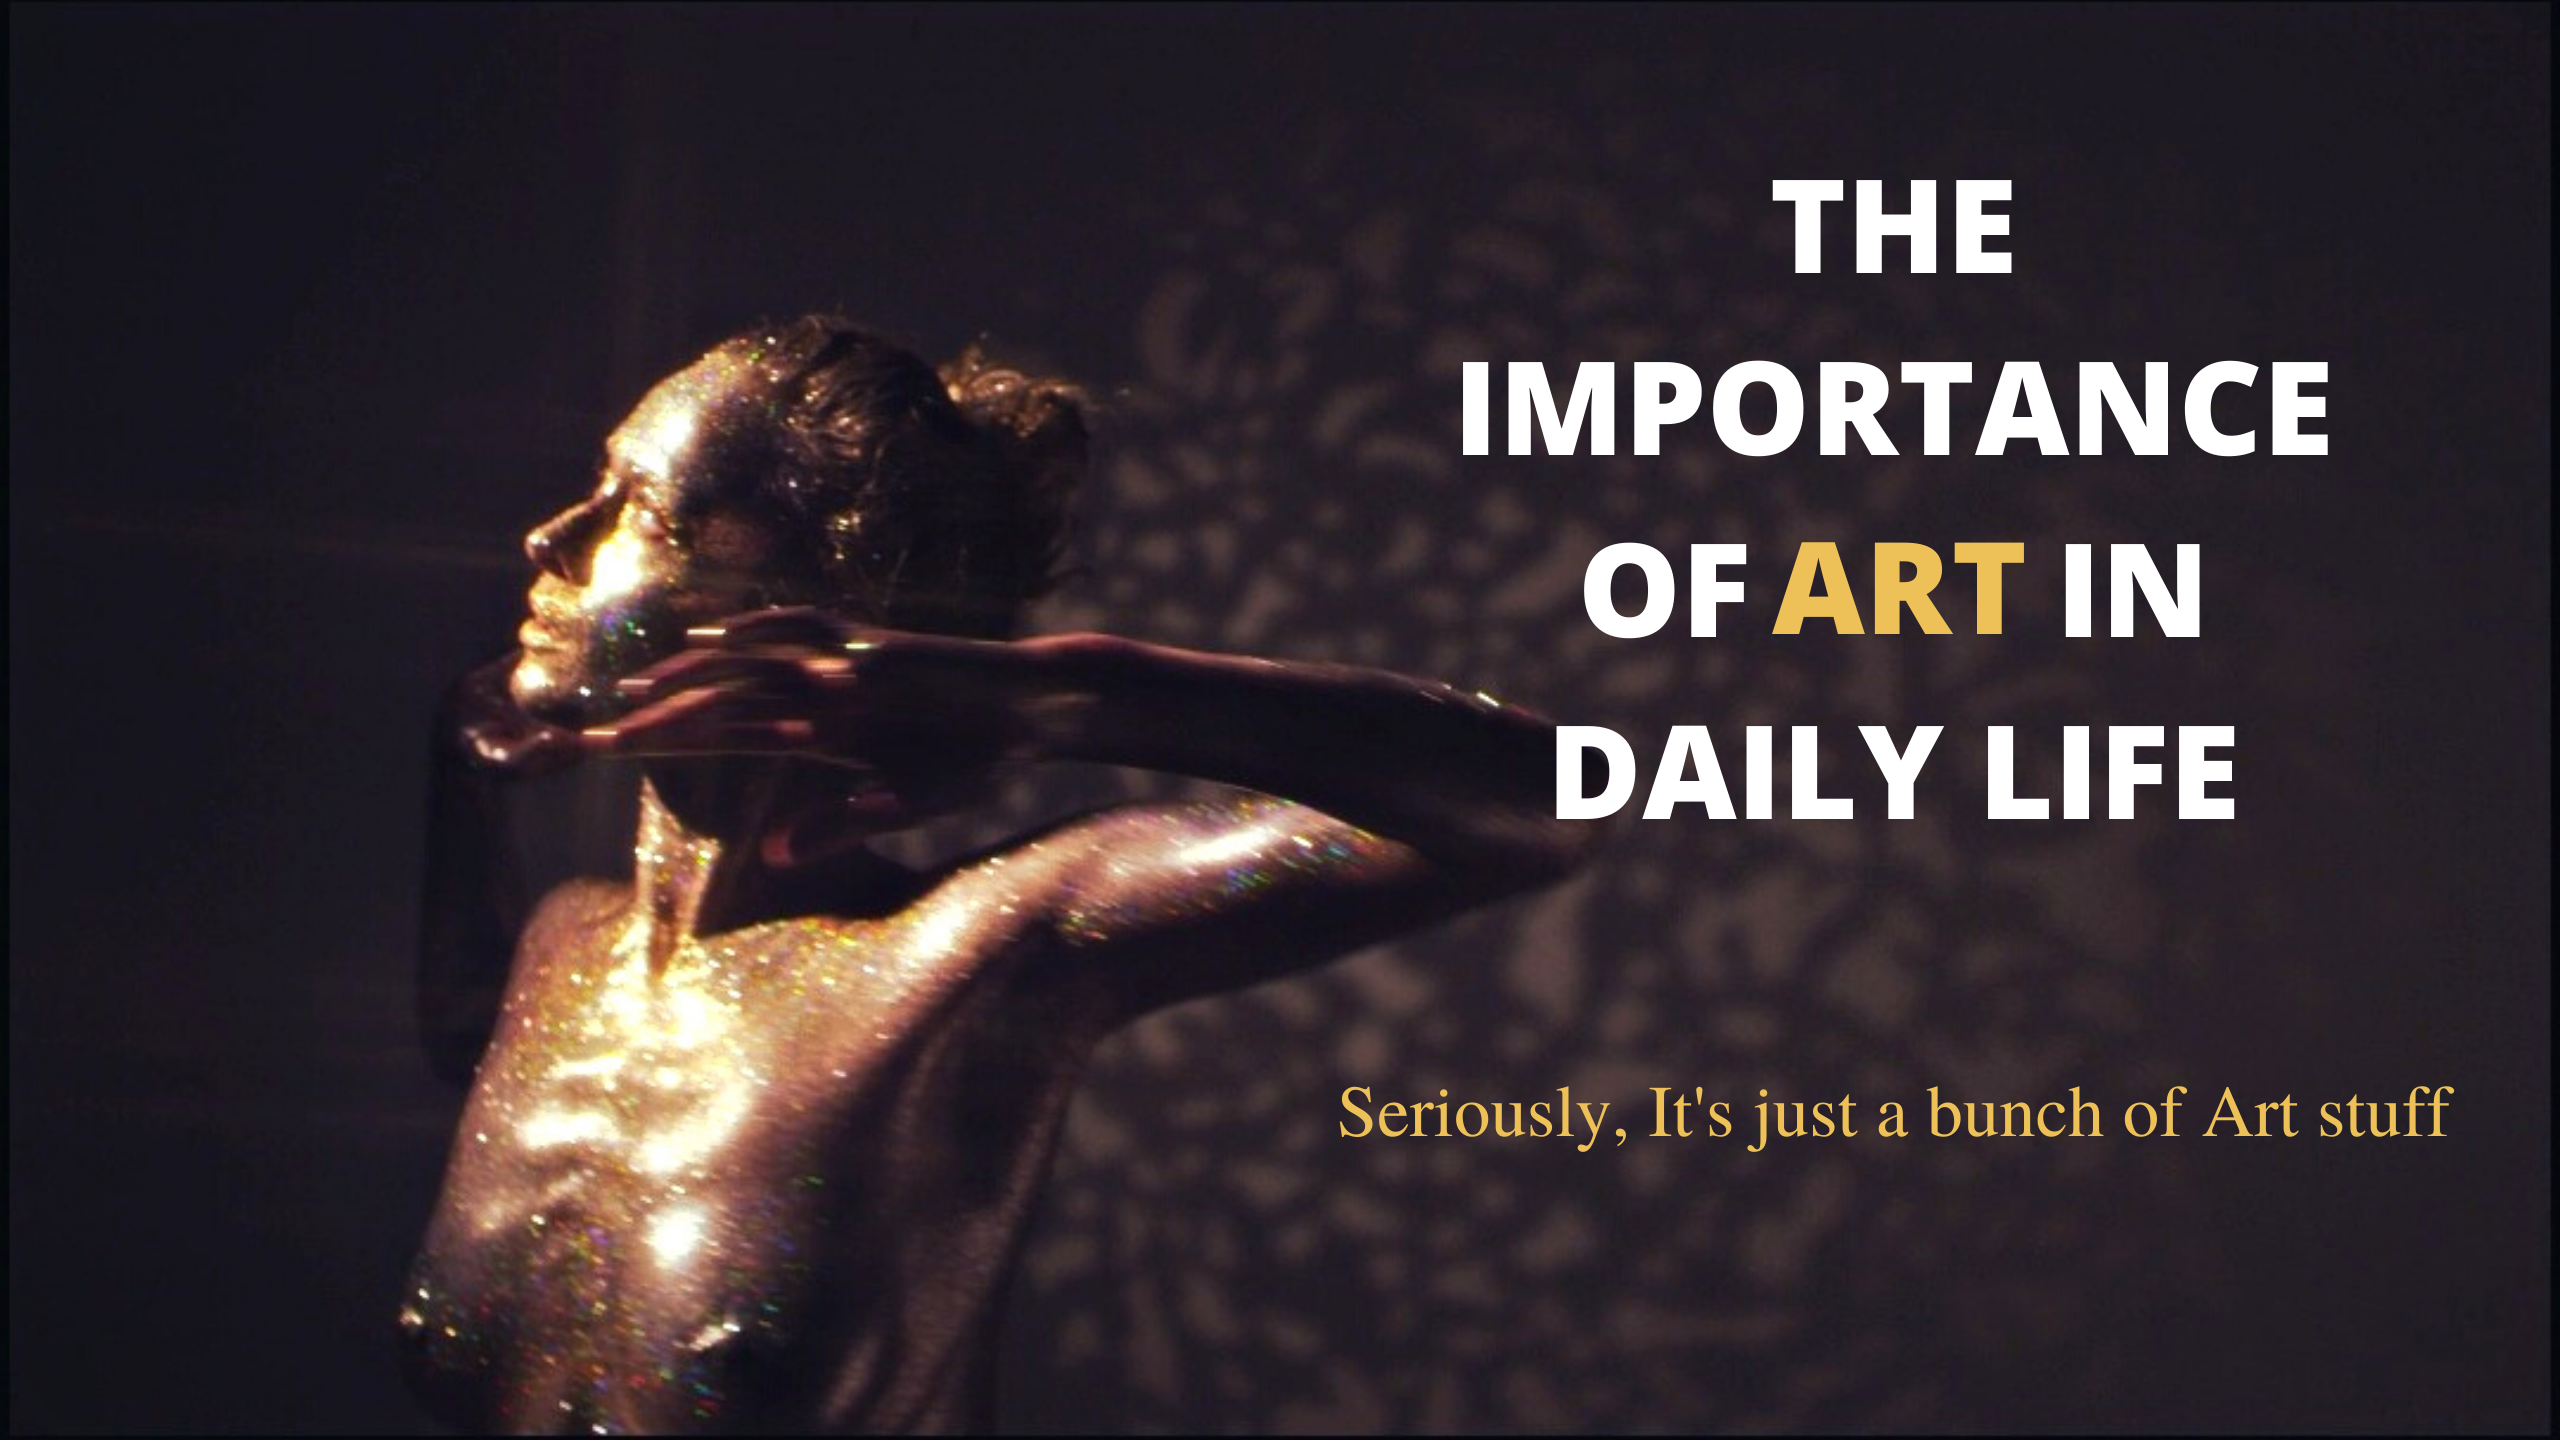 THE
IMPORTANCE
OF ART IN
DAILY LIFE
Seriously, It's just a bunch of Art stuff